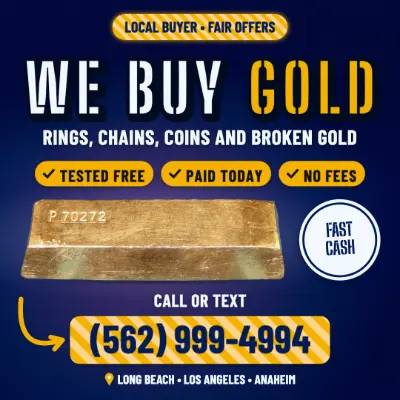 LOCAL BUYER • FAIR OFFERS
WE BUY GOLD
RINGS, CHAINS, COINS AND BROKEN GOLD
✓ TESTED FREE ✓ PAID TODAY ✓ NO FEES
P 70272
FAST
CASH
CALL OR TEXT
(562) 999-4994
LONG BEACH • LOS ANGELES • ANAHEIM